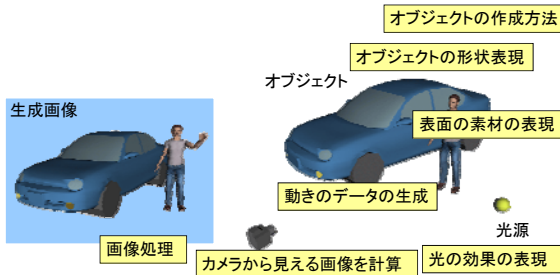 オブジェクトの作成方法
オブジェクトの形状表現
オブジェクト
生成画像
表面の素材の表現
動きのデータの生成
光源
画像処理
カメラから見える画像を計算
光の効果の表現